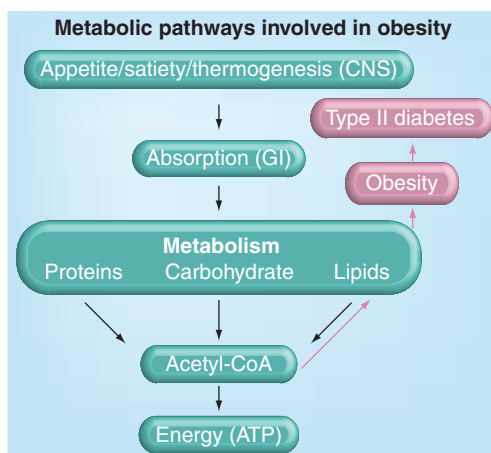 Metabolic pathways involved in obesity
Appetite/satiety/thermogenesis (CNS)
Type II diabetes
Absorption (GI)
Obesity
Metabolism
Proteins Carbohydrate Lipids
Acetyl-CoA
Energy (ATP)